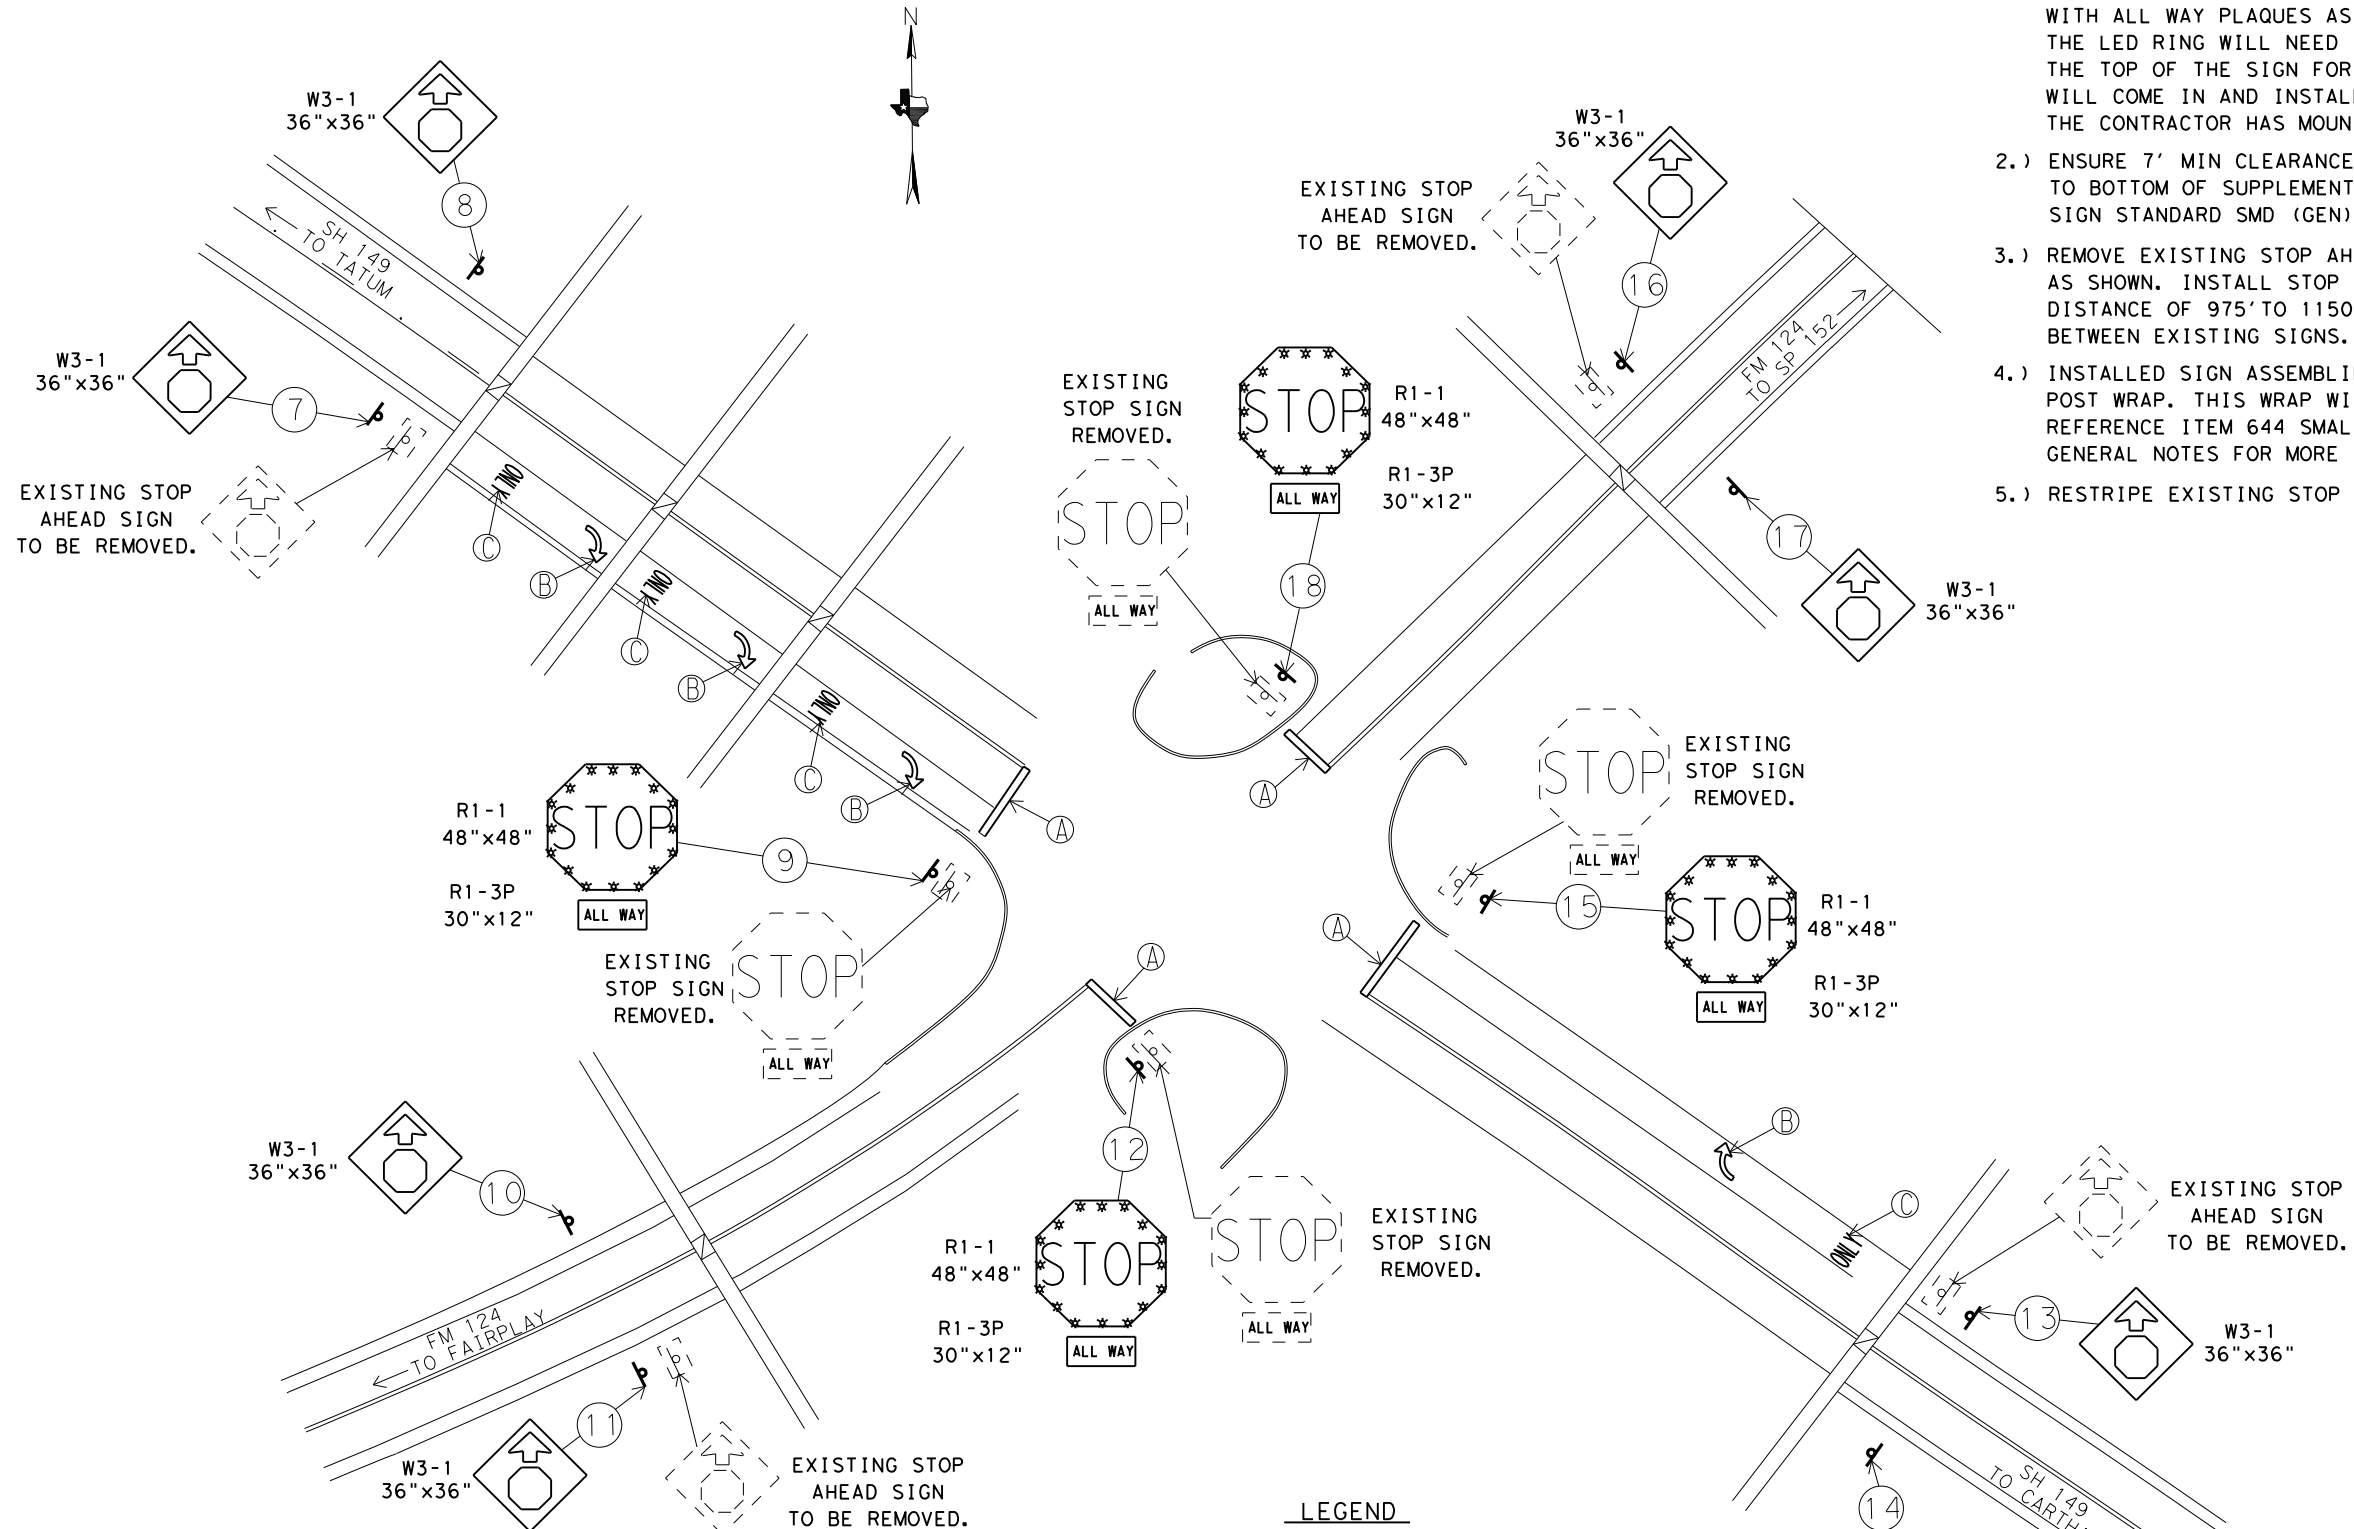 N
WITH ALL WAY PLAQUES AS
THE LED RING WILL NEED
THE TOP OF THE SIGN FOR
WILL COME IN AND INSTAL
THE CONTRACTOR HAS MOUN
2.) ENSURE 7' MIN CLEARANCE
TO BOTTOM OF SUPPLEMENT
SIGN STANDARD SMD (GEN)
3.) REMOVE EXISTING STOP AH
AS SHOWN. INSTALL STOP
DISTANCE OF 975'TO 1150
BETWEEN EXISTING SIGNS.
4.) INSTALLED SIGN ASSEMBLI
POST WRAP. THIS WRAP WI
REFERENCE ITEM 644 SMAL
GENERAL NOTES FOR MORE
5.) RESTRIPE EXISTING STOP
W3-1
36"x36"
8
SH 149
TO TATUM
W3-1
36"x36"
7
EXISTING STOP
AHEAD SIGN
TO BE REMOVED.
ONLY
C
B
ONLY
C
B
ONLY
C
B
A
W3-1
36"x36"
EXISTING STOP
AHEAD SIGN
TO BE REMOVED.
16
FM 124
TO SP 152
EXISTING
STOP SIGN
REMOVED.
STOP
ALL WAY
STOP
ALL WAY
R1-1
48"x48"
R1-3P
30"x12"
18
17
W3-1
36"x36"
A
STOP
ALL WAY
EXISTING
STOP SIGN
REMOVED.
R1-1
48"x48"
R1-3P
30"x12"
STOP
ALL WAY
9
EXISTING
STOP SIGN
REMOVED.
STOP
ALL WAY
A
15
STOP
ALL WAY
R1-1
48"x48"
R1-3P
30"x12"
A
B
C
ONLY
W3-1
36"x36"
10
FM 124
TO FAIRPLAY
12
R1-1
48"x48"
R1-3P
30"x12"
STOP
ALL WAY
STOP
ALL WAY
EXISTING
STOP SIGN
REMOVED.
EXISTING STOP
AHEAD SIGN
TO BE REMOVED.
13
W3-1
36"x36"
11
W3-1
36"x36"
EXISTING STOP
AHEAD SIGN
TO BE REMOVED.
14
SH 149
TO CARTH
LEGEND